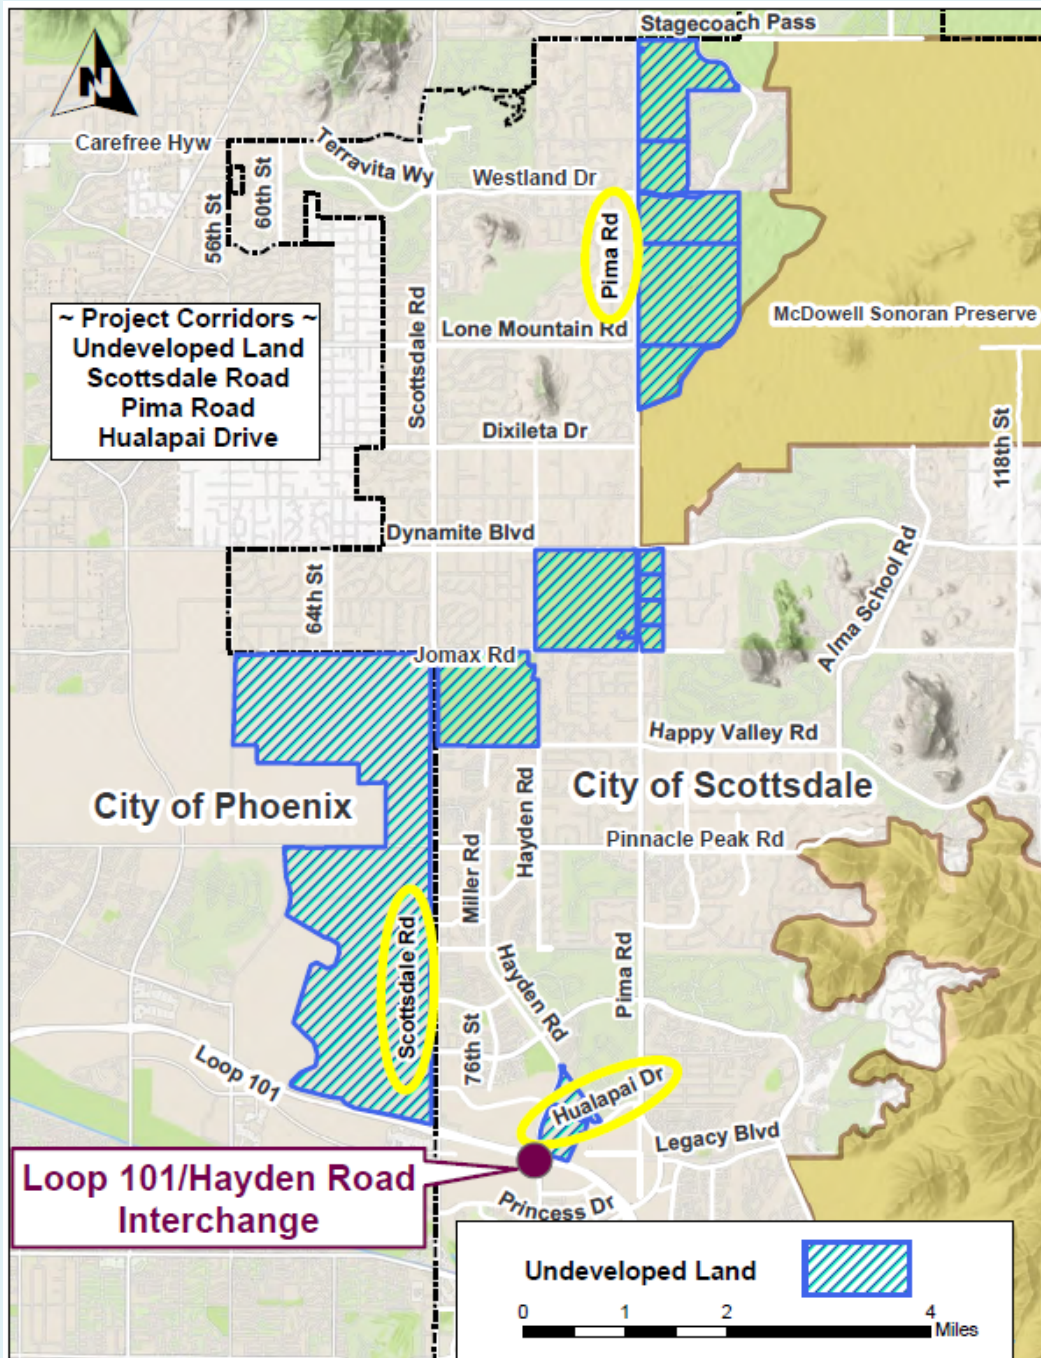 Stagecoach Pass
N
Carefree Hyw
Terravita Wy
Westland Dr
56th St
60th St
Pima Rd
~ Project Corridors ~
Undeveloped Land
Scottsdale Road
Pima Road
Hualapai Drive
Scottsdale Rd
Lone Mountain Rd
McDowell Sonoran Preserve
Dixileta Dr
118th St
Dynamite Blvd
64th St
Alma School Rd
Jomax Rd
Happy Valley Rd
City of Phoenix
City of Scottsdale
Hayden Rd
Miller Rd
Pinnacle Peak Rd
Scottsdale Rd
Hayden Rd
Pima Rd
76th St
Loop 101
Hualapai Dr
Legacy Blvd
Loop 101/Hayden Road
Interchange
Princess Dr
Undeveloped Land
0 1 2 4
Miles